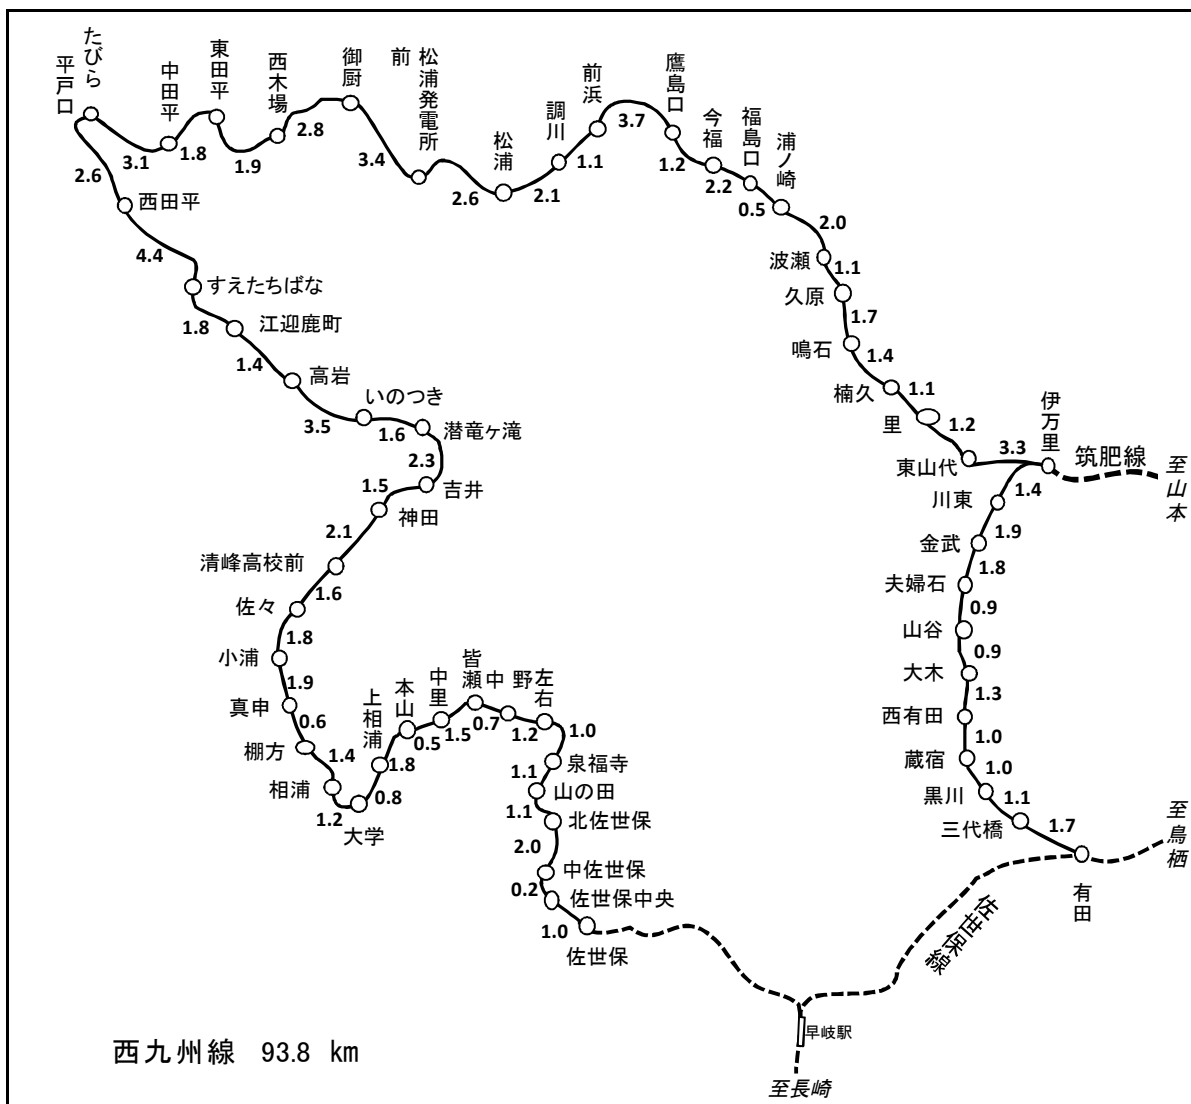 たびら
平戸口
3.1
中田平
1.8
東田平
1.9
西木場
2.8
御厨
3.4
松浦発電所
前
2.6
松浦
2.1
調川
1.1
前浜
3.7
鷹島口
1.2
今福
2.2
福島口
0.5
浦ノ崎
2.0
波瀬
1.1
久原
1.7
鳴石
1.4
楠久
1.1
里
1.2
東山代
3.3
伊万里
筑肥線
至山本
1.4
川東
1.9
金武
1.8
夫婦石
0.9
山谷
0.9
大木
1.3
西有田
1.0
蔵宿
1.0
黒川
1.1
三代橋
1.7
有田
至鳥栖
佐世保線
早岐駅
至長崎
2.6
西田平
4.4
すえたちばな
1.8
江迎鹿町
1.4
高岩
3.5
いのつき
1.6
潜竜ヶ滝
2.3
吉井
1.5
神田
2.1
清峰高校前
1.6
佐々
1.8
小浦
1.9
真申
0.6
棚方
1.4
相浦
1.2
大学
0.8
上相浦
1.8
本山
0.5
中里
1.5
皆瀬
0.7
中
野
1.2
左右
1.0
泉福寺
1.1
山の田
1.1
北佐世保
2.0
中佐世保
0.2
佐世保中央
1.0
佐世保
西九州線 93.8 km